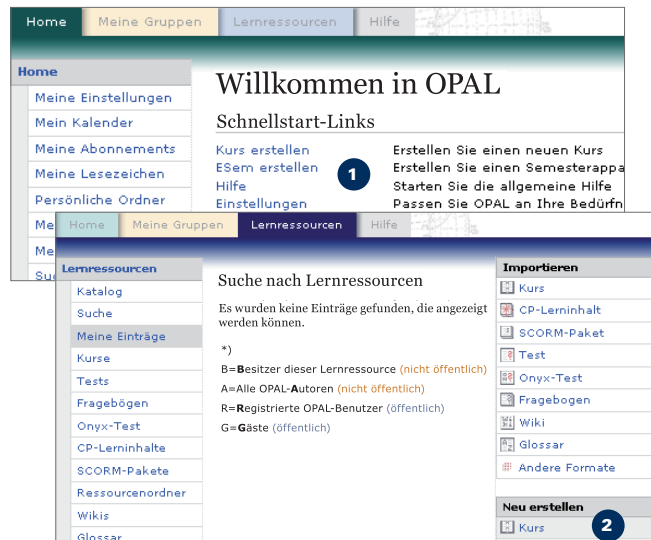 Home
Meine Gruppen
Lernressourcen
Hilfe
Home
Meine Einstellungen
Mein Kalender
Meine Abonnements
Meine Lesezeichen
Persönliche Ordner
Me
Me
Su
Willkommen in OPAL
Schnellstart-Links
Kurs erstellen
Erstellen Sie einen neuen Kurs
ESem erstellen
Erstellen Sie einen Semesterappa
Hilfe
Starten Sie die allgemeine Hilfe
Einstellungen
Passen Sie OPAL an Ihre Bedürfn
1
Home
Meine Gruppen
Lernressourcen
Hilfe
Lernressourcen
Katalog
Suche
Meine Einträge
Kurse
Tests
Fragebögen
Onyx-Test
CP-Lerninhalte
SCORM-Pakete
Ressourcenordner
Wikis
Glossar
Suche nach Lernressourcen
Es wurden keine Einträge gefunden, die angezeigt
werden können.
*)
B=Besitzer dieser Lernressource (nicht öffentlich)
A=Alle OPAL-Autoren (nicht öffentlich)
R=Registrierte OPAL-Benutzer (öffentlich)
G=Gäste (öffentlich)
Importieren
Kurs
CP-Lerninhalt
SCORM-Paket
Test
Onyx-Test
Fragebogen
Wiki
Glossar
Andere Formate
Neu erstellen
Kurs
2